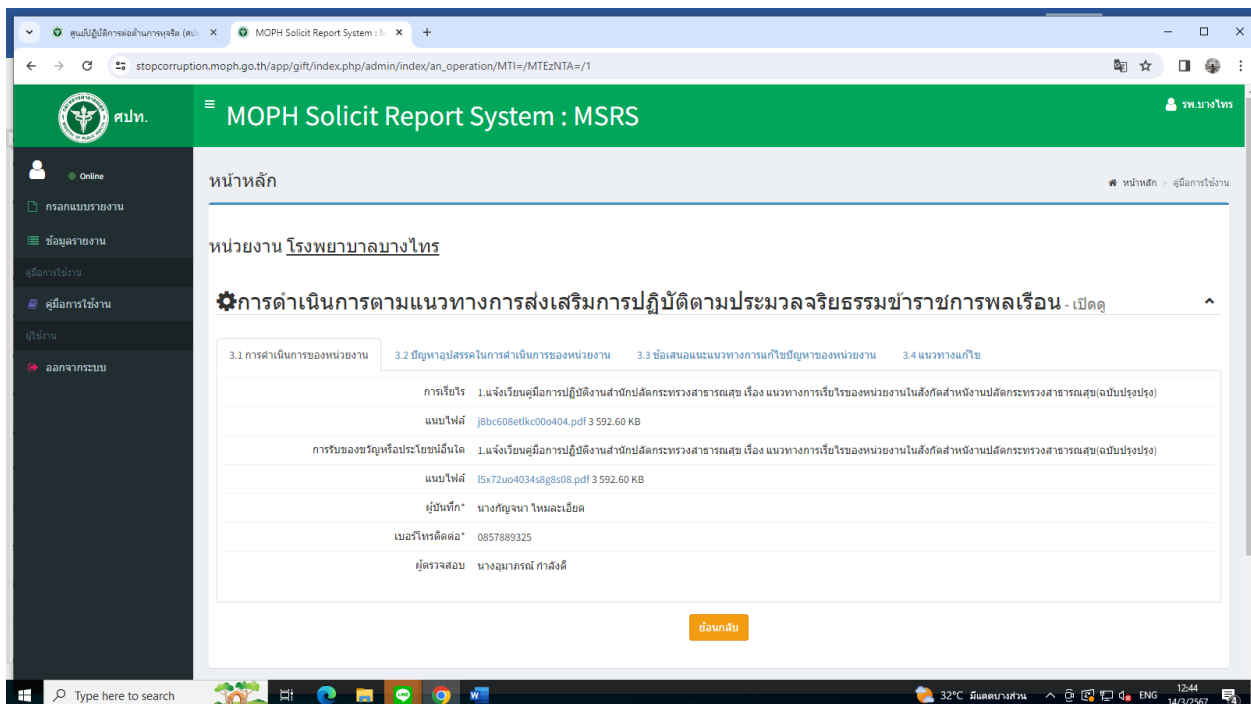 ศูนย์ปฏิบัติการต่อต้านการทุจริต (ศปท
MOPH Solicit Report System : M
stopcorruption.moph.go.th/app/gift/index.php/admin/index/an_operation/MTI=/MTEzNTA=/1
ศปท.
MOPH Solicit Report System : MSRS
รพ.บางไทร
Online
กรอกแบบรายงาน
ข้อมูลรายงาน
คู่มือการใช้งาน
คู่มือการใช้งาน
ผู้ใช้งาน
ออกจากระบบ
หน้าหลัก
หน้าหลัก > คู่มือการใช้งาน
หน่วยงาน โรงพยาบาลบางไทร
การดำเนินการตามแนวทางการส่งเสริมการปฏิบัติตามประมวลจริยธรรมข้าราชการพลเรือน - เปิดดู
3.1 การดำเนินการของหน่วยงาน 3.2 ปัญหาอุปสรรคในการดำเนินการของหน่วยงาน 3.3 ข้อเสนอแนะแนวทางการแก้ไขปัญหาของหน่วยงาน 3.4 แนวทางแก้ไข
การเรี่ยไร 1.แจ้งเวียนคู่มือการปฏิบัติงานสำนักปลัดกระทรวงสาธารณสุข เรื่อง แนวทางการเรี่ยไรของหน่วยงานในสังกัดสำหนังานปลัดกระทรวงสาธารณสุข(ฉบับปรุงปรุง)
แนบไฟล์ j8bc608etlkc00o404.pdf 3 592.60 KB
การรับของขวัญหรือประโยชน์อื่นใด 1.แจ้งเวียนคู่มือการปฏิบัติงานสำนักปลัดกระทรวงสาธารณสุข เรื่อง แนวทางการเรี่ยไรของหน่วยงานในสังกัดสำหนังานปลัดกระทรวงสาธารณสุข(ฉบับปรุงปรุง)
แนบไฟล์ l5x72uo4034s8g8s08.pdf 3 592.60 KB
ผู้บันทึก* นางกัญจนา ไหมละเอียด
เบอร์โทรติดต่อ* 0857889325
ผู้ตรวจสอบ นางอุมาภรณ์ กำลังดี
ย้อนกลับ
Type here to search
32°C มีแดดบางส่วน
ENG
12:44
14/3/2567